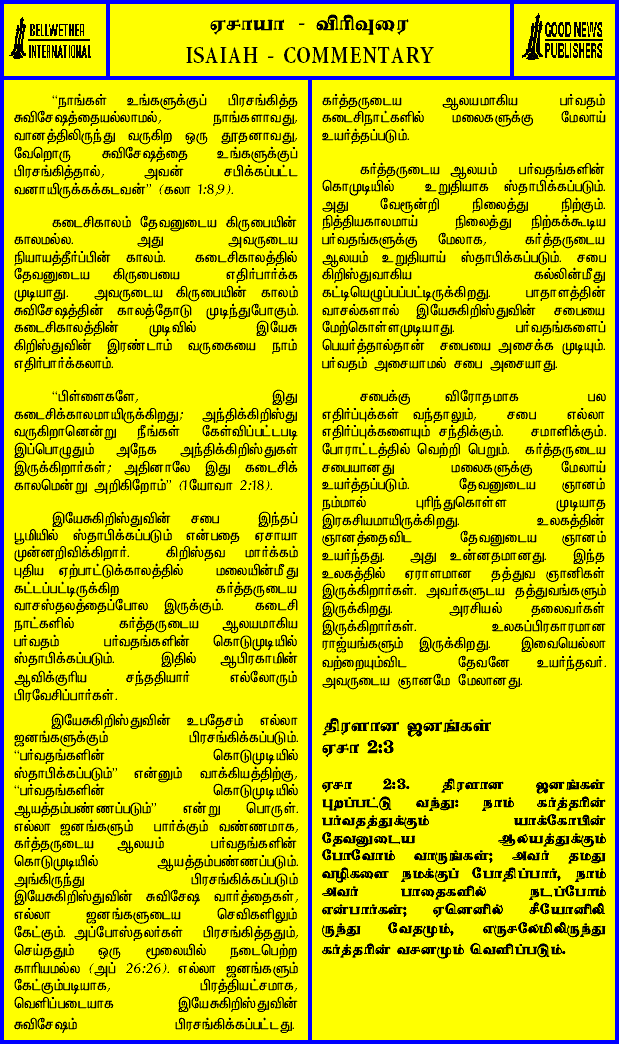 BELLWETHER
INTERNATIONAL
ஏசாயா - விரிவுரை
ISAIAH - COMMENTARY
GOOD NEWS
PUBLISHERS
“நாங்கள் உங்களுக்குப் பிரசங்கித்த
சுவிசேஷத்தையல்லாமல், நாங்களாவது,
வானத்திலிருந்து வருகிற ஒரு தூதனாவது,
வேறொரு சுவிசேஷத்தை உங்களுக்குப்
பிரசங்கித்தால், அவன் சபிக்கப்பட்ட
வனாயிருக்கக்கடவன்” (கலா 1:8,9).
கடைசிகாலம் தேவனுடைய கிருபையின்
காலமல்ல. அது அவருடைய
நியாயத்தீர்ப்பின் காலம். கடைசிகாலத்தில்
தேவனுடைய கிருபையை எதிர்பார்க்க
முடியாது. அவருடைய கிருபையின் காலம்
சுவிசேஷத்தின் காலத்தோடு முடிந்துபோகும்.
கடைசிகாலத்தின் முடிவில் இயேசு
கிறிஸ்துவின் இரண்டாம் வருகையை நாம்
எதிர்பார்க்கலாம்.
“பிள்ளைகளே, இது
கடைசிக்காலமாயிருக்கிறது; அந்திக்கிறிஸ்து
வருகிறானென்று நீங்கள் கேள்விப்பட்டபடி
இப்பொழுதும் அநேக அந்திக்கிறிஸ்துகள்
இருக்கிறார்கள்; அதினாலே இது கடைசிக்
காலமென்று அறிகிறோம்” (1யோவா 2:18).
இயேசுகிறிஸ்துவின் சபை இந்தப்
பூமியில் ஸ்தாபிக்கப்படும் என்பதை ஏசாயா
முன்னறிவிக்கிறார். கிறிஸ்தவ மார்க்கம்
புதிய ஏற்பாட்டுக்காலத்தில் மலையின்மீது
கட்டப்பட்டிருக்கிற கர்த்தருடைய
வாசஸ்தலத்தைப்போல இருக்கும். கடைசி
நாட்களில் கர்த்தருடைய ஆலயமாகிய
பர்வதம் பர்வதங்களின் கொடுமுடியில்
ஸ்தாபிக்கப்படும். இதில் ஆபிரகாமின்
ஆவிக்குரிய சந்ததியார் எல்லோரும்
பிரவேசிப்பார்கள்.
இயேசுகிறிஸ்துவின் உபதேசம் எல்லா
ஜனங்களுக்கும் பிரசங்கிக்கப்படும்.
“பர்வதங்களின் கொடுமுடியில்
ஸ்தாபிக்கப்படும்” என்னும் வாக்கியத்திற்கு,
“பர்வதங்களின் கொடுமுடியில்
ஆயத்தம்பண்ணப்படும்” என்று பொருள்.
எல்லா ஜனங்களும் பார்க்கும் வண்ணமாக,
கர்த்தருடைய ஆலயம் பர்வதங்களின்
கொடுமுடியில் ஆயத்தம்பண்ணப்படும்.
அங்கிருந்து பிரசங்கிக்கப்படும்
இயேசுகிறிஸ்துவின் சுவிசேஷ வார்த்தைகள்,
எல்லா ஜனங்களுடைய செவிகளிலும்
கேட்கும். அப்போஸ்தலர்கள் பிரசங்கித்ததும்,
செய்ததும் ஒரு மூலையில் நடைபெற்ற
காரியமல்ல (அப் 26:26). எல்லா ஜனங்களும்
கேட்கும்படியாக, பிரத்தியட்சமாக,
வெளிப்படையாக இயேசுகிறிஸ்துவின்
சுவிசேஷம் பிரசங்கிக்கப்பட்டது.
கர்த்தருடைய ஆலயமாகிய பர்வதம்
கடைசிநாட்களில் மலைகளுக்கு மேலாய்
உயர்த்தப்படும்.
கர்த்தருடைய ஆலயம் பர்வதங்களின்
கொமுடியில் உறுதியாக ஸ்தாபிக்கப்படும்.
அது வேரூன்றி நிலைத்து நிற்கும்.
நித்தியகாலமாய் நிலைத்து நிற்கக்கூடிய
பர்வதங்களுக்கு மேலாக, கர்த்தருடைய
ஆலயம் உறுதியாய் ஸ்தாபிக்கப்படும். சபை
கிறிஸ்துவாகிய கல்லின்மீது
கட்டியெழுப்பப்பட்டிருக்கிறது. பாதாளத்தின்
வாசல்களால் இயேசுகிறிஸ்துவின் சபையை
மேற்கொள்ளமுடியாது. பர்வதங்களைப்
பெயர்த்தால்தான் சபையை அசைக்க முடியும்.
பர்வதம் அசையாமல் சபை அசையாது.
சபைக்கு விரோதமாக பல
எதிர்ப்புக்கள் வந்தாலும், சபை எல்லா
எதிர்ப்புக்களையும் சந்திக்கும். சமாளிக்கும்.
போராட்டத்தில் வெற்றி பெறும். கர்த்தருடைய
சபையானது மலைகளுக்கு மேலாய்
உயர்த்தப்படும். தேவனுடைய ஞானம்
நம்மால் புரிந்துகொள்ள முடியாத
இரகசியமாயிருக்கிறது. உலகத்தின்
ஞானத்தைவிட தேவனுடைய ஞானம்
உயர்ந்தது. அது உன்னதமானது. இந்த
உலகத்தில் ஏராளமான தத்துவ ஞானிகள்
இருக்கிறார்கள். அவர்களுடய தத்துவங்களும்
இருக்கிறது. அரசியல் தலைவர்கள்
இருக்கிறார்கள். உலகப்பிரகாரமான
ராஜ்யங்களும் இருக்கிறது. இவையெல்லா
வற்றையும்விட தேவனே உயர்ந்தவர்.
அவருடைய ஞானமே மேலானது.
திரளான ஜனங்கள்
ஏசா 2:3
ஏசா 2:3. திரளான ஜனங்கள்
புறப்பட்டு வந்து: நாம் கர்த்தரின்
பர்வதத்துக்கும் யாக்கோபின்
தேவனுடைய ஆலயத்துக்கும்
போவோம் வாருங்கள்; அவர் தமது
வழிகளை நமக்குப் போதிப்பார், நாம்
அவர் பாதைகளில் நடப்போம்
என்பார்கள்; ஏனெனில் சீயோனிலி
ருந்து வேதமும், எருசலேமிலிருந்து
கர்த்தரின் வசனமும் வெளிப்படும்.